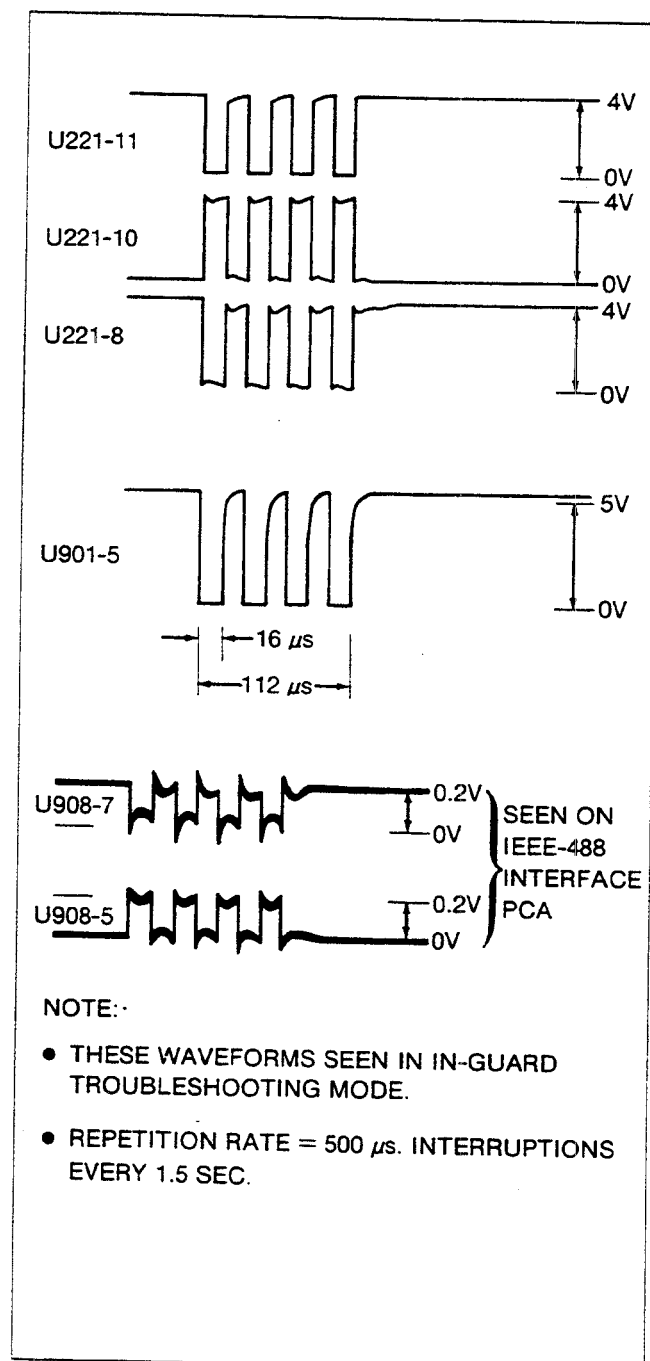 4V
U221-11
0V
4V
U221-10
0V
4V
U221-8
0V
5V
U901-5
0V
16 μs
112 μs
U908-7
0.2V
0V
SEEN ON
IEEE-488
INTERFACE
PCA
U908-5
0.2V
0V
NOTE:
● THESE WAVEFORMS SEEN IN IN-GUARD
TROUBLESHOOTING MODE.
● REPETITION RATE = 500 μs. INTERRUPTIONS
EVERY 1.5 SEC.